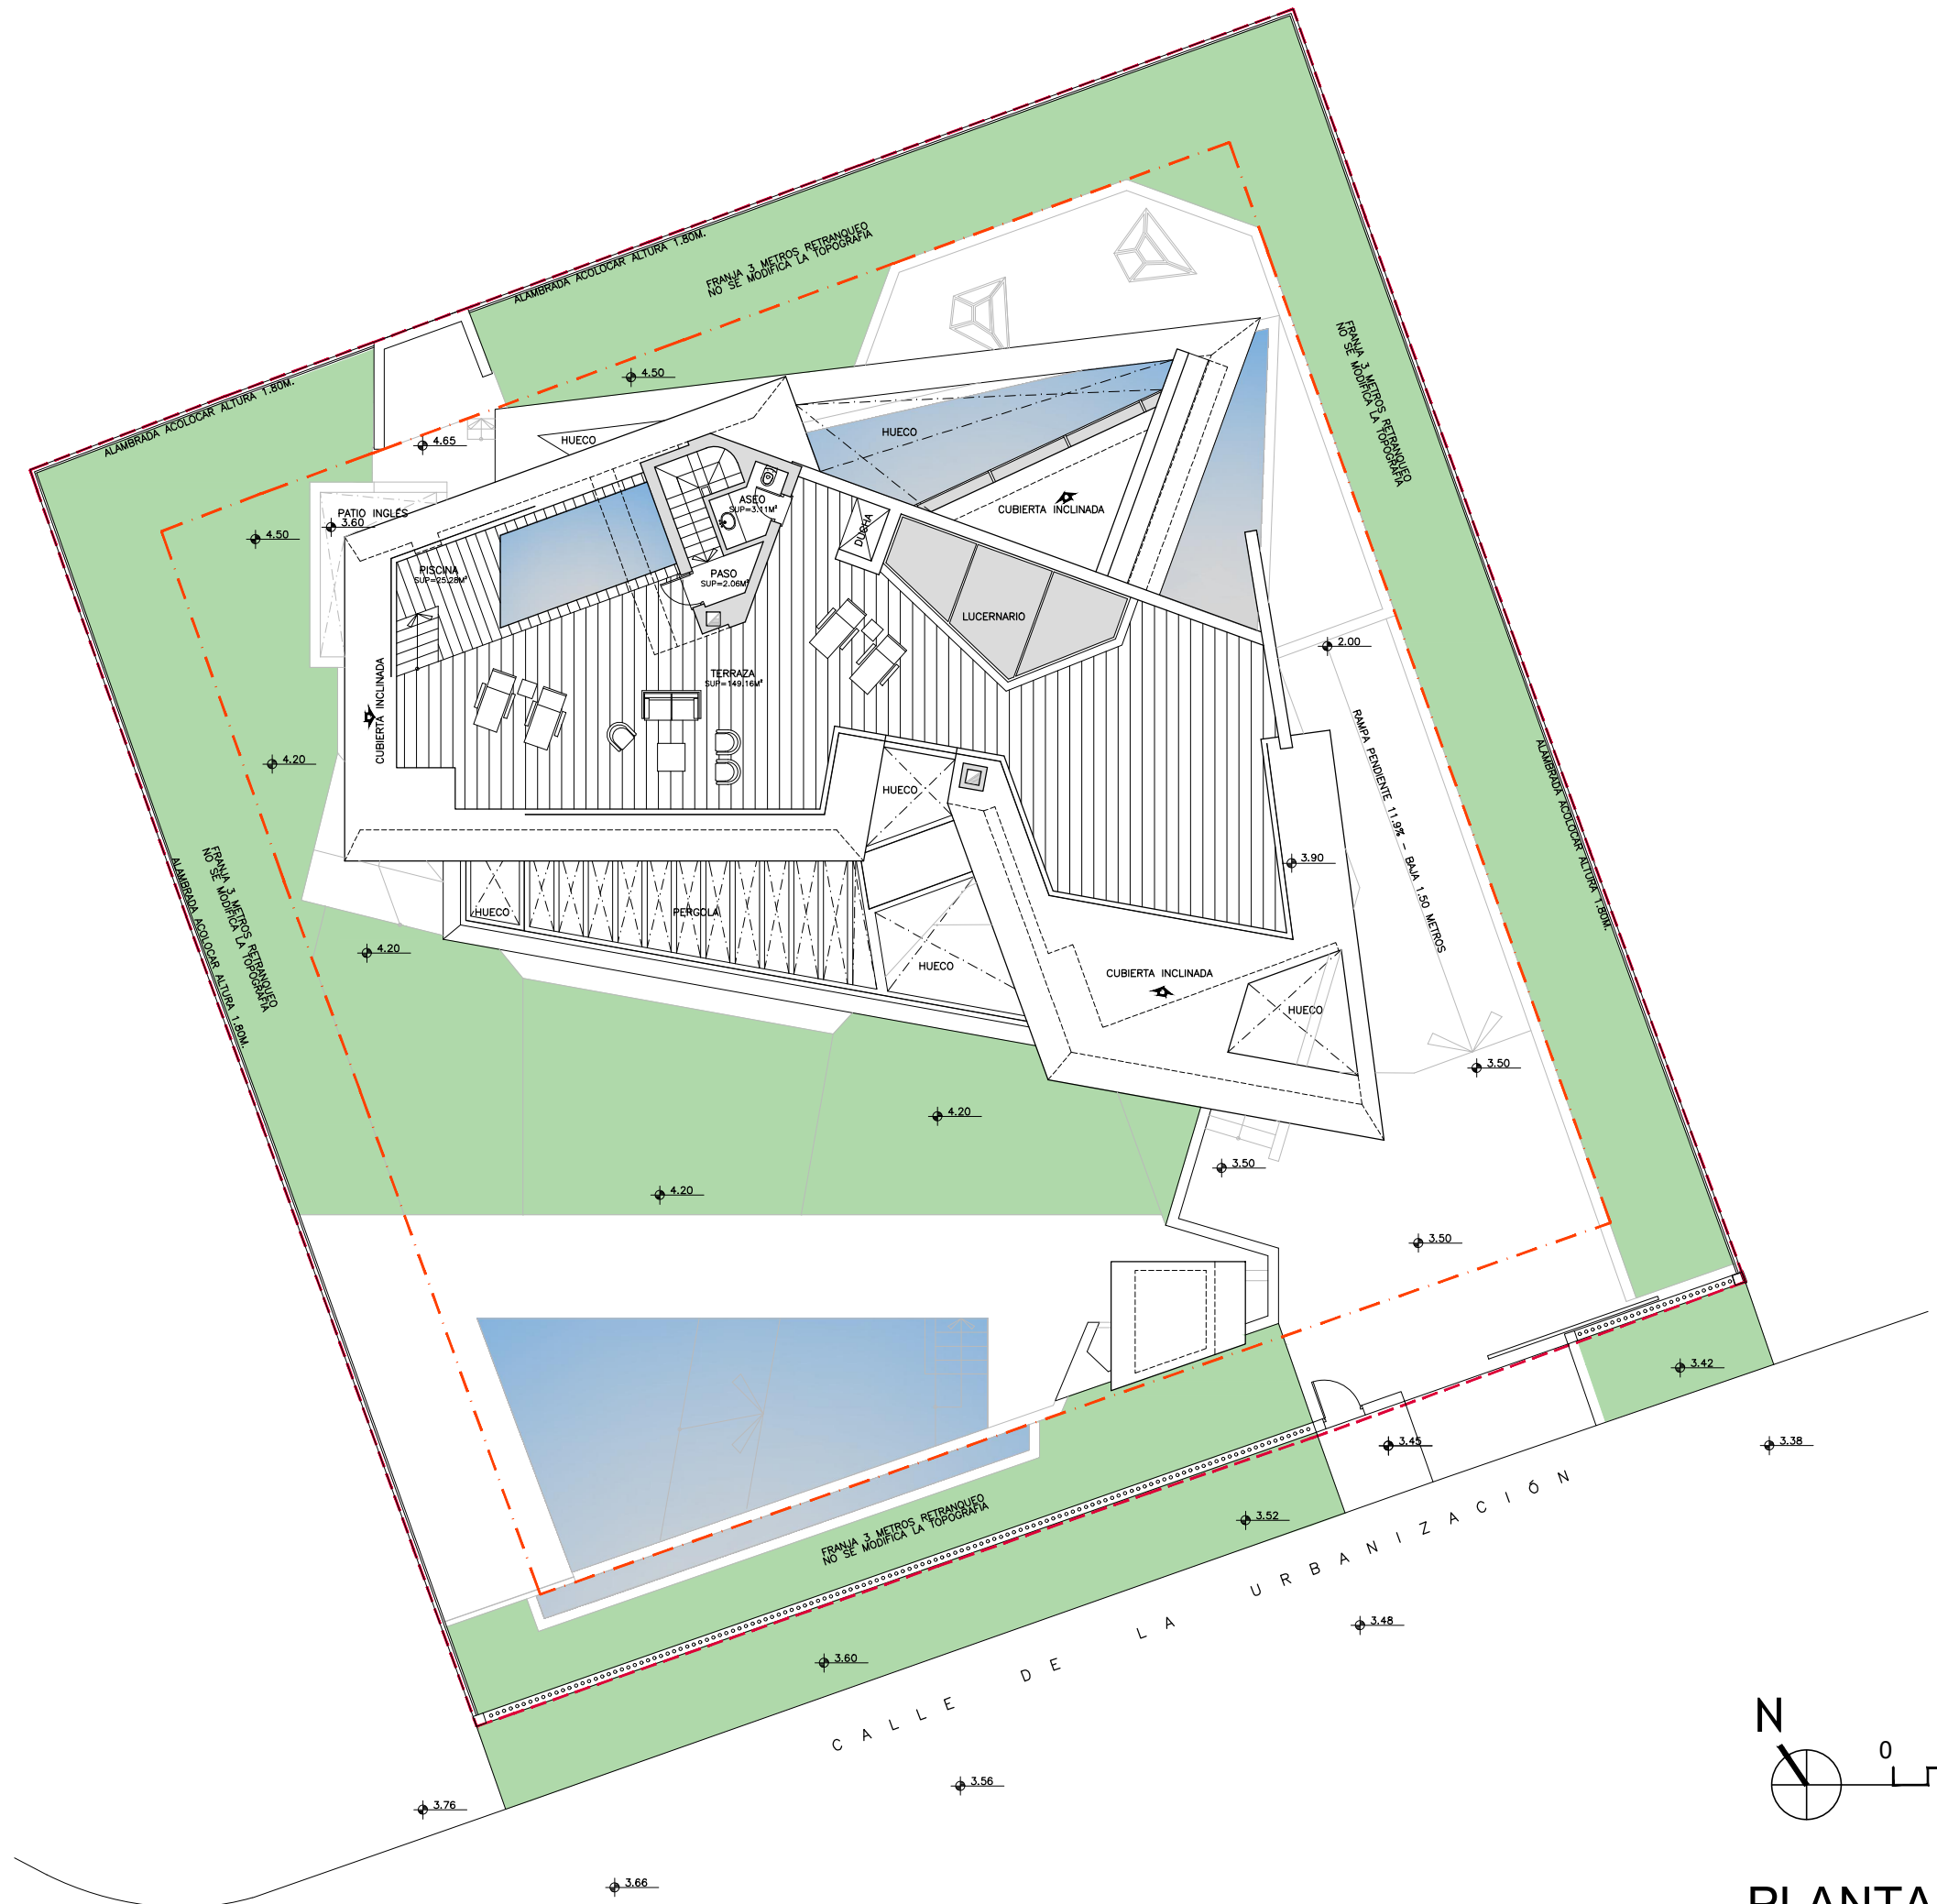 ALAMBRADA ACOLOCAR ALTURA 1.80M.
FRANJA 3 METROS RETRANQUEO
NO SE MODIFICA LA TOPOGRAFIA
ALAMBRADA ACOLOCAR ALTURA 1.80M.
FRANJA 3 METROS RETRANQUEO
NO SE MODIFICA LA TOPOGRAFIA
4.50
4.65
HUECO
HUECO
ASEO
SUP=3.11M²
CUBIERTA INCLINADA
PATIO INGLÉS
3.60
4.50
DUCHA
PISCINA
SUP=25.28M²
PASO
SUP=2.06M²
LUCERNARIO
2.00
TERRAZA
SUP=149.16M²
CUBIERTA INCLINADA
4.20
HUECO
RAMPA PENDIENTE 11.9% - BAJA 1.50 METROS
ALAMBRADA ACOLOCAR ALTURA 1.80M.
3.90
FRANJA 3 METROS RETRANQUEO
NO SE MODIFICA LA TOPOGRAFIA
ALAMBRADA ACOLOCAR ALTURA 1.80M.
HUECO
PERGOLA
4.20
HUECO
CUBIERTA INCLINADA
HUECO
3.50
4.20
3.50
4.20
3.50
3.42
3.45
3.38
FRANJA 3 METROS RETRANQUEO
NO SE MODIFICA LA TOPOGRAFIA
3.52
CALLE DE LA URBANIZACIÓN
3.48
3.60
3.56
3.76
3.66
N
0
PLANTA